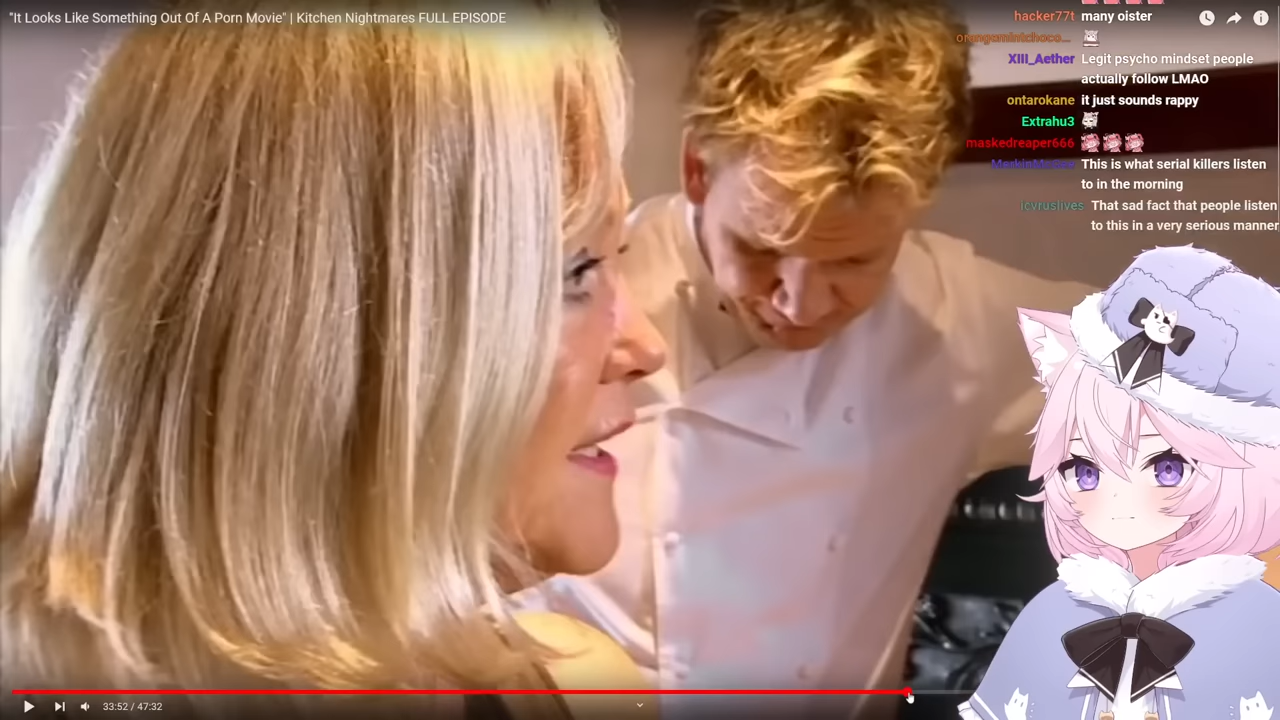 "It Looks Like Something Out Of A Porn Movie" | Kitchen Nightmares FULL EPISODE
hacker77t many oister
orangemintchoco...
XIII_Aether Legit psycho mindset people
actually follow LMAO
ontarokane it just sounds rappy
Extrahu3
maskedreaper666
This is what serial killers listen
to in the morning
icvruslives That sad fact that people listen
to this in a very serious manner
33:52 / 47:32